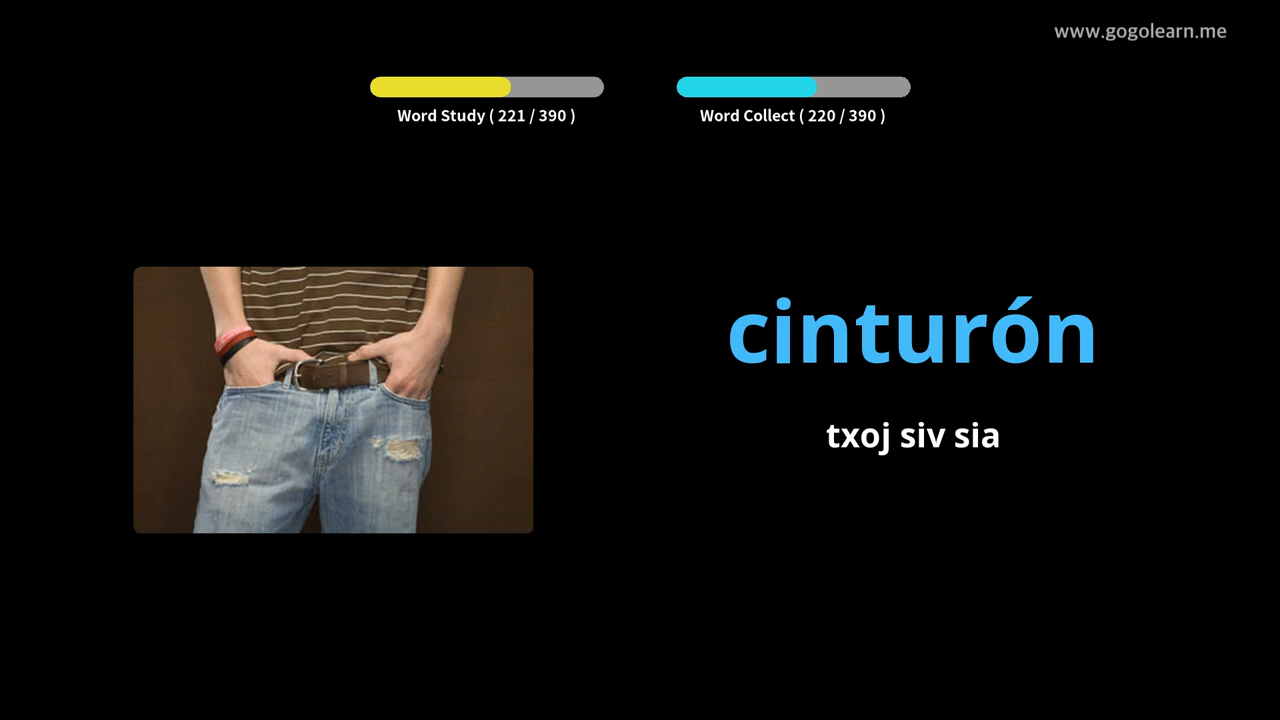 www.gogolearn.me
Word Study ( 221 / 390 )
Word Collect ( 220 / 390 )
cinturón
txoj siv sia